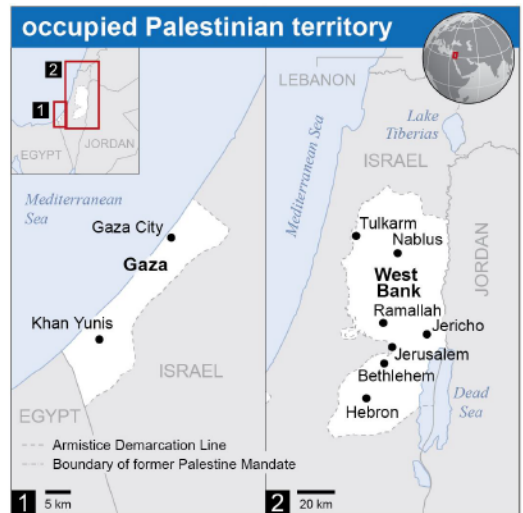 occupied Palestinian territory
2
1
JORDAN
EGYPT
Mediterranean
Sea
Gaza City
Gaza
Khan Yunis
ISRAEL
EGYPT
Armistice Demarcation Line
Boundary of former Palestine Mandate
1
5 km
LEBANON
Mediterranean Sea
Lake
Tiberias
ISRAEL
Tulkarm
Nablus
West
Bank
JORDAN
Ramallah
Jericho
Jerusalem
Bethlehem
Dead
Sea
Hebron
2
20 km